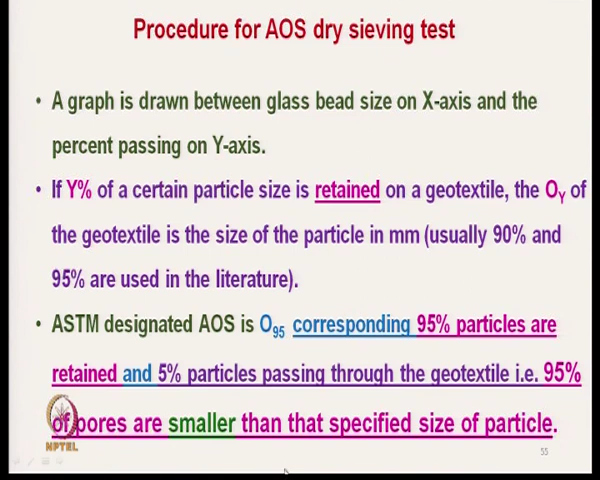 Procedure for AOS dry sieving test
• A graph is drawn between glass bead size on X-axis and the
percent passing on Y-axis.
• If Y% of a certain particle size is retained on a geotextile, the OY of
the geotextile is the size of the particle in mm (usually 90% and
95% are used in the literature).
• ASTM designated AOS is O95 corresponding 95% particles are
retained and 5% particles passing through the geotextile i.e. 95%
of pores are smaller than that specified size of particle.
NPTEL
55